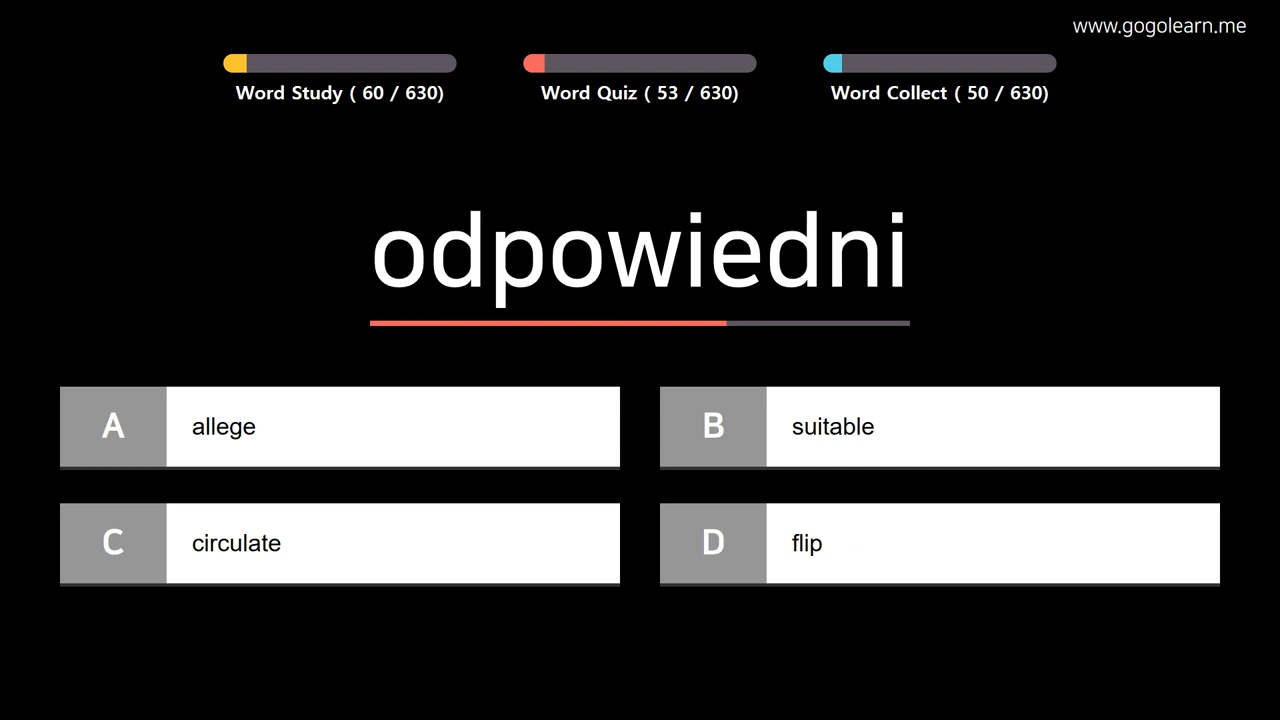 www.gogolearn.me
Word Study ( 60 / 630)
Word Quiz ( 53 / 630)
Word Collect ( 50 / 630)
odpowiedni
A allege
B suitable
C circulate
D flip